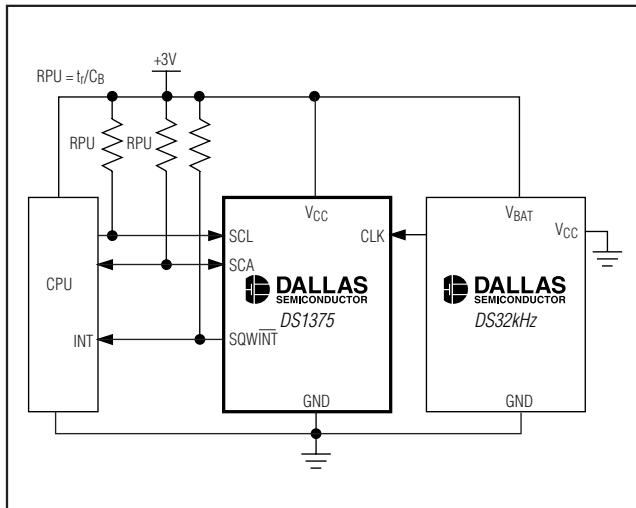 +3V
RPU = tr/CB
RPU
RPU
VCC
VBAT
VCC
SCL
CLK
CPU
SCA
DALLAS
SEMICONDUCTOR
DS1375
DALLAS
SEMICONDUCTOR
DS32kHz
INT
SQWINT
GND
GND